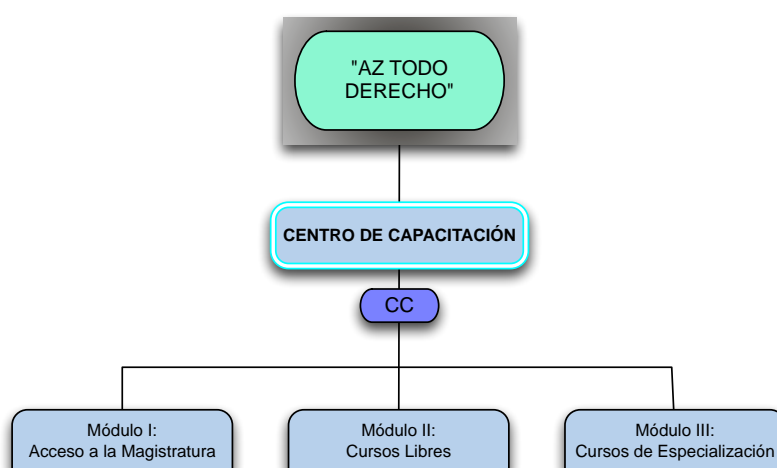 "AZ TODO
DERECHO"
CENTRO DE CAPACITACIÓN
CC
Módulo I:
Acceso a la Magistratura
Módulo II:
Cursos Libres
Módulo III:
Cursos de Especialización